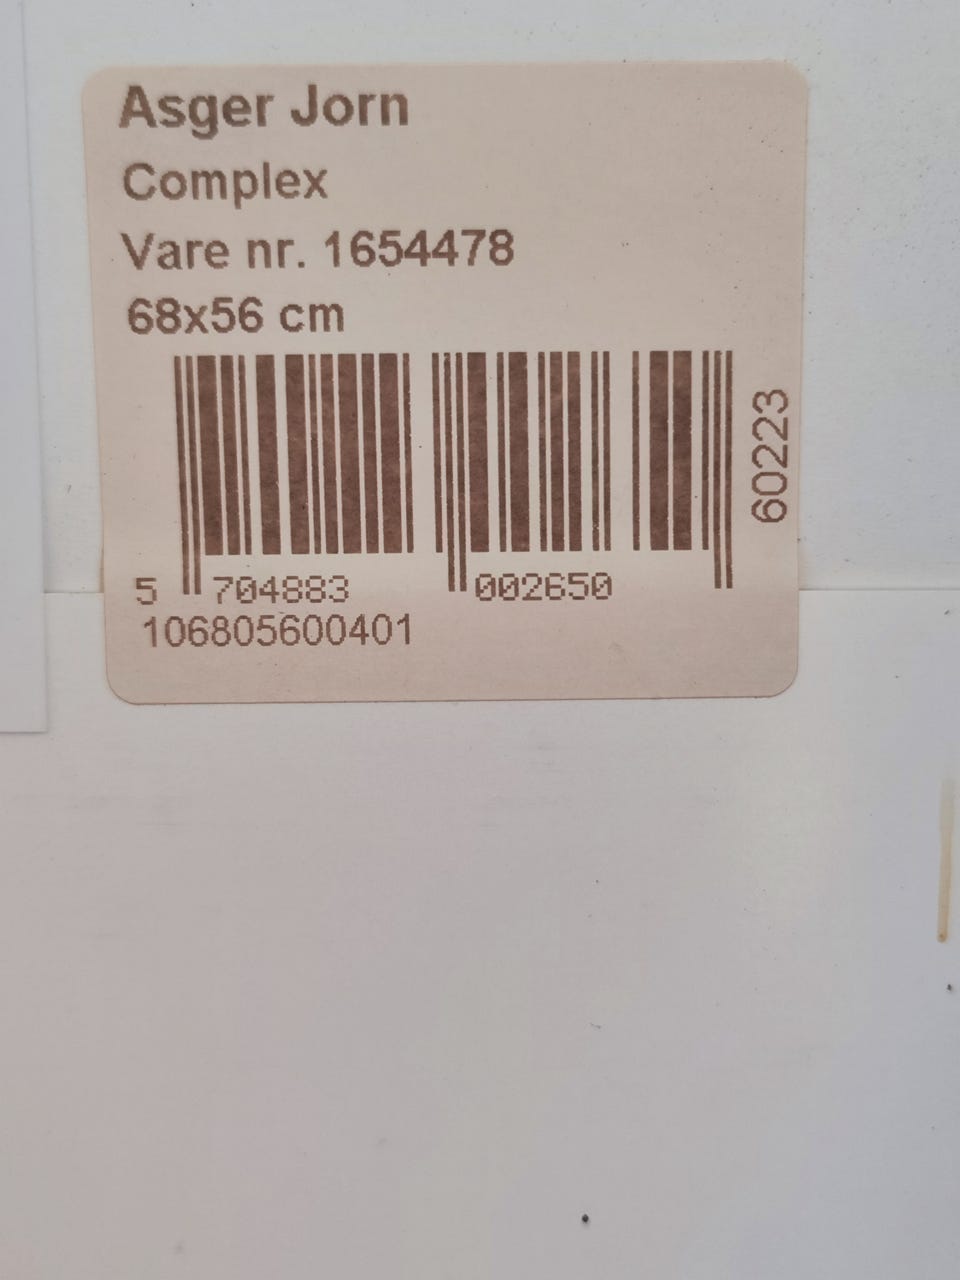 Asger Jorn
Complex
Vare nr. 1654478
68x56 cm
60223
5 704883 002650
106805600401